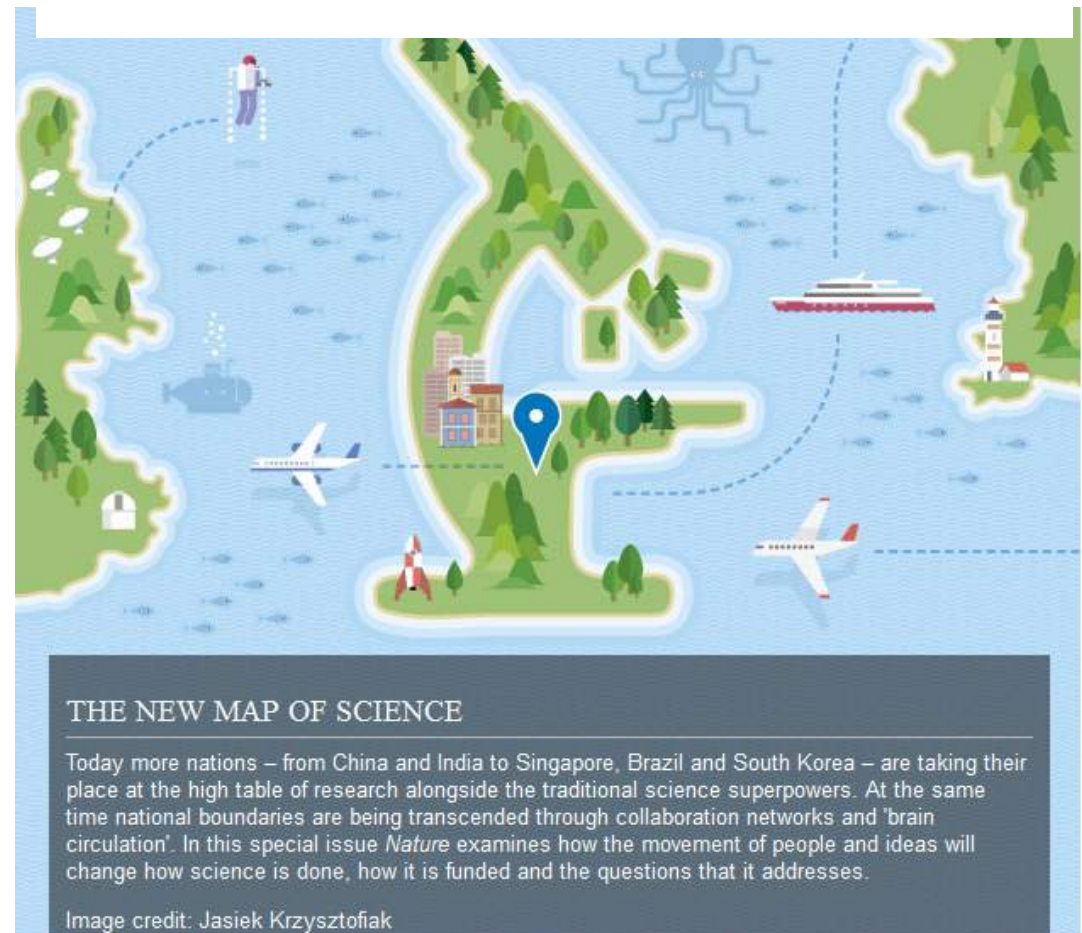 THE NEW MAP OF SCIENCE
Today more nations – from China and India to Singapore, Brazil and South Korea – are taking their
place at the high table of research alongside the traditional science superpowers. At the same
time national boundaries are being transcended through collaboration networks and 'brain
circulation'. In this special issue Nature examines how the movement of people and ideas will
change how science is done, how it is funded and the questions that it addresses.
Image credit: Jasiek Krzysztofiak